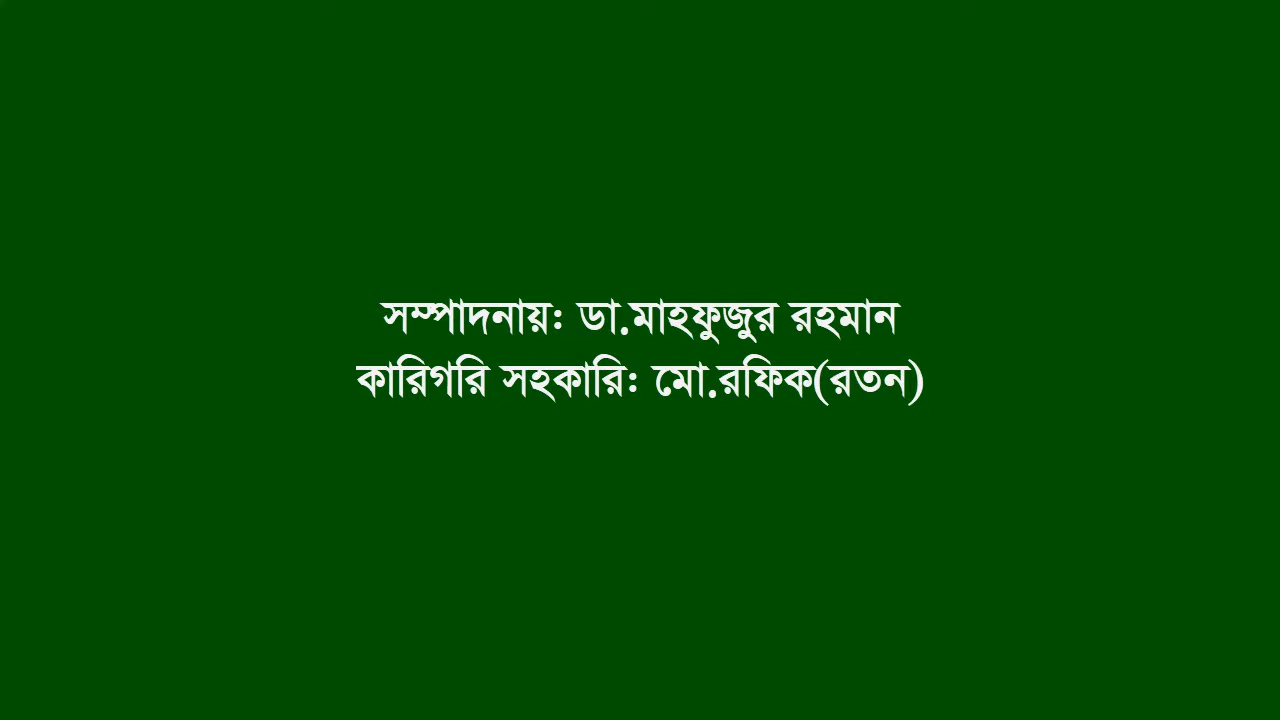 সম্পাদনায়: ডা.মাহফুজুর রহমান
কারিগরি সহকারি: মো.রফিক(রতন)